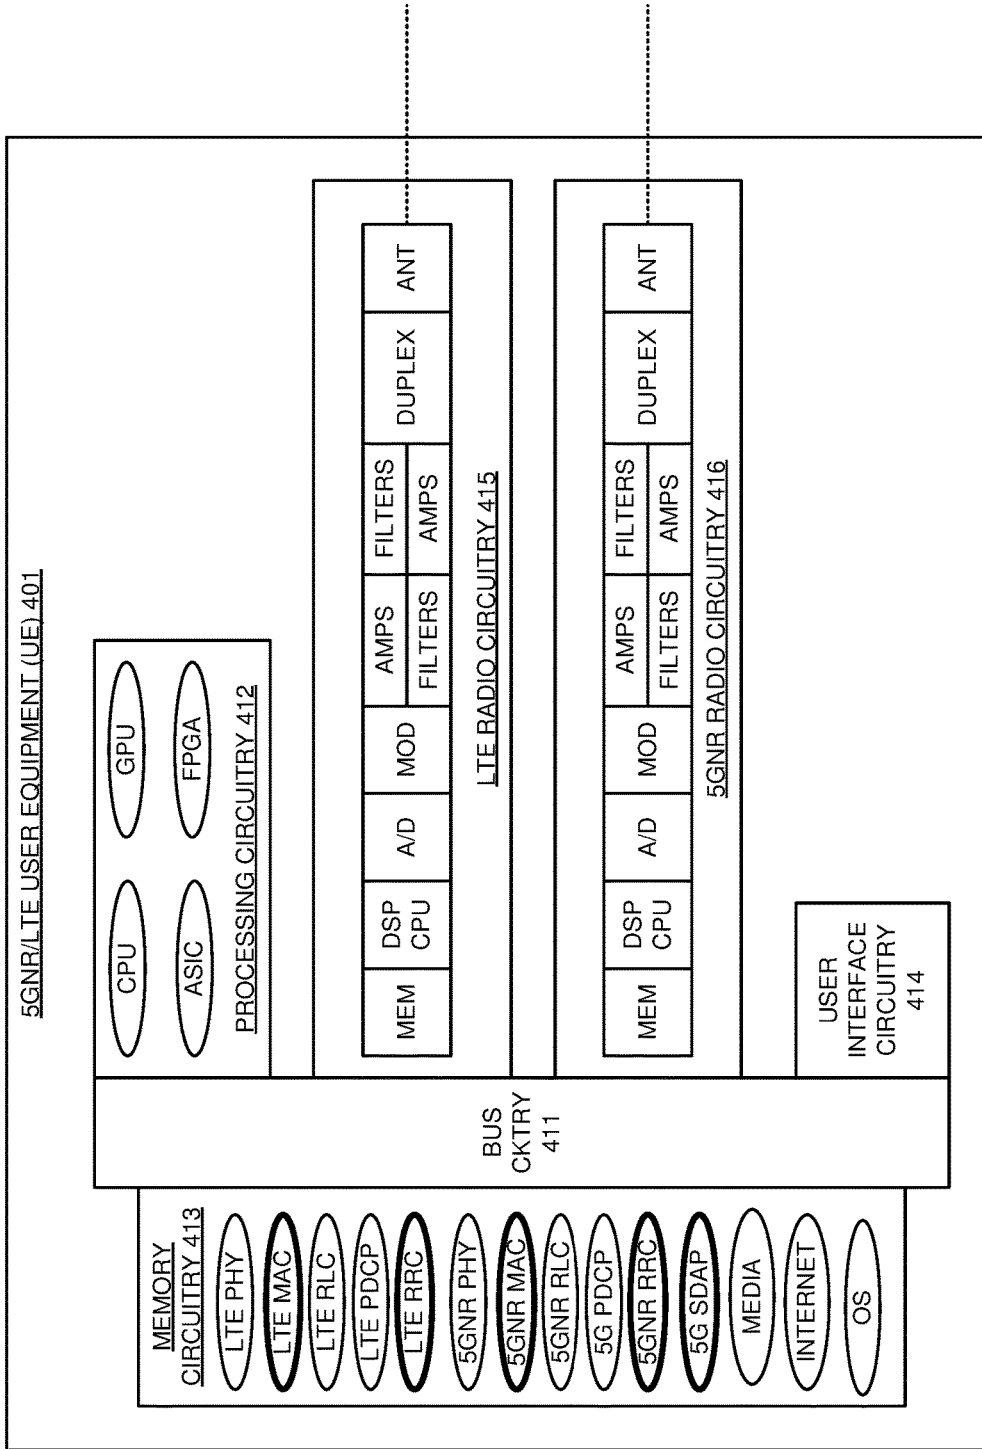 5GNR/LTE USER EQUIPMENT (UE) 401
MEMORY
CIRCUITRY 413
LTE PHY
LTE MAC
LTE RLC
LTE PDCP
LTE RRC
5GNR PHY
5GNR MAC
5GNR RLC
5G PDCP
5GNR RRC
5G SDAP
MEDIA
INTERNET
OS
BUS
CKTRY
411
CPU
GPU
ASIC
FPGA
PROCESSING CIRCUITRY 412
MEM
DSP
CPU
A/D
MOD
AMPS
FILTERS
FILTERS
AMPS
DUPLEX
ANT
LTE RADIO CIRCUITRY 415
MEM
DSP
CPU
A/D
MOD
AMPS
FILTERS
FILTERS
AMPS
DUPLEX
ANT
5GNR RADIO CIRCUITRY 416
USER
INTERFACE
CIRCUITRY
414